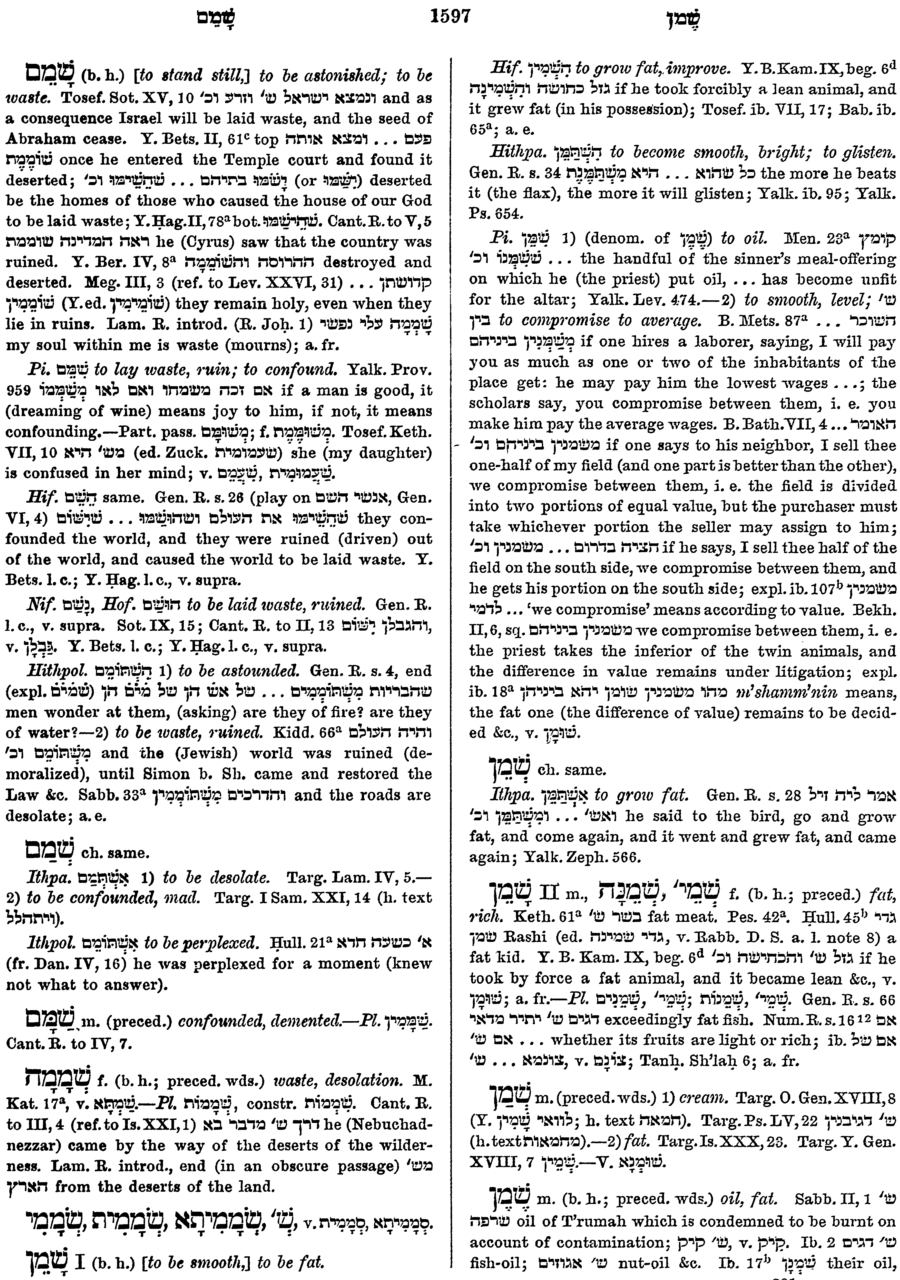 שָׁמֵם 1597 שֶׁמֶן
שָׁמֵם (b. h.) [to stand still,] to be astonished; to be
waste. Tosef. Sot. XV, 10 ונמצא ישראל ש' וזרע וכ' and as
a consequence Israel will be laid waste, and the seed of
Abraham cease. Y. Bets. II, 61ᶜ top פעם ... ומצא אותה
שׁוֹמֶמֶת once he entered the Temple court and found it
deserted; יָשֹׁמּוּ בתיהם ... שֶׁהֵשִׁימּוּ וכ' (or יִשֹּׁמּוּ) deserted
be the homes of those who caused the house of our God
to be laid waste; Y. Ḥag. II, 78ᵃ bot. שֶׁהֵישִׁמּוּ. Cant. R. to V, 5
ראה המדינה שוממת he (Cyrus) saw that the country was
ruined. Y. Ber. IV, 8ᵃ ההרוסה והשׁוֹמֵמָה destroyed and
deserted. Meg. III, 3 (ref. to Lev. XXVI, 31) קדושתן ...
שׁוֹמֵמִין (Y. ed. שׁוֹמֵימִין) they remain holy, even when they
lie in ruins. Lam. R. introd. (R. Joḥ. 1) שָׁמֲמָה עלי נפשי
my soul within me is waste (mourns); a. fr.
Pi. שִׁמֵּם to lay waste, ruin; to confound. Yalk. Prov.
959 אם זכה משמחו ואם לאו מְשַׁמְּמוֹ if a man is good, it
(dreaming of wine) means joy to him, if not, it means
confounding.—Part. pass. מְשׁוּמָּם; f. מְשׁוּמֶּמֶת. Tosef. Keth.
VII, 10 מש' היא (ed. Zuck. שעמומית) she (my daughter)
is confused in her mind; v. שִׁעֲמֵם, שַׁעֲמוּמִית.
Hif. הֵשֵׁם same. Gen. R. s. 26 (play on אנשי השם, Gen.
VI, 4) שֶׁהֵשִׁימּוּ את העולם ושהוּשַׁמּוּ ... שֶׁיִּשּׁוֹם they con-
founded the world, and they were ruined (driven) out
of the world, and caused the world to be laid waste. Y.
Bets. l. c.; Y. Ḥag. l. c., v. supra.
Nif. נָשַׁם, Hof. הוּשַׁם to be laid waste, ruined. Gen. R.
l. c., v. supra. Sot. IX, 15; Cant. R. to II, 13 והגבלן יִשּׁוֹם,
v. גַּבְלָן. Y. Bets. l. c.; Y. Ḥag. l. c., v. supra.
Hithpol. הִשְׁתּוֹמֵם 1) to be astounded. Gen. R. s. 4, end
(expl. שָׁמַיִם) של אש הן של מים הן ... שהבריות מִשְׁתּוֹמְמִים
men wonder at them, (asking) are they of fire? are they
of water?—2) to be waste, ruined. Kidd. 66ᵃ והיה העולם
מִשְׁתּוֹמֵם וכ' and the (Jewish) world was ruined (de-
moralized), until Simon b. Sh. came and restored the
Law &c. Sabb. 33ᵃ והדרכים מִשְׁתּוֹמְמִין and the roads are
desolate; a. e.
שְׁמַם ch. same.
Ithpa. אִשְׁתַּמַּם 1) to be desolate. Targ. Lam. IV, 5.—
2) to be confounded, mad. Targ. I Sam. XXI, 14 (h. text
ויתהלל).
Ithpol. אִשְׁתּוֹמֵם to be perplexed. Ḥull. 21ᵃ א' כשעה חדא
(fr. Dan. IV, 16) he was perplexed for a moment (knew
not what to answer).
שַׁמָּם m. (preced.) confounded, demented.—Pl. שַׁמָּמִין.
Cant. R. to IV, 7.
שְׁמָמָה f. (b. h.; preced. wds.) waste, desolation. M.
Kat. 17ᵃ, v. שַׁמְתָּא.—Pl. שְׁמָמוֹת, constr. שִׁמְמוֹת. Cant. R.
to III, 4 (ref. to Is. XXI, 1) דרך ש' מדבר בא he (Nebuchad-
nezzar) came by the way of the deserts of the wilder-
ness. Lam. R. introd., end (in an obscure passage) מש'
הארץ from the deserts of the land.
שְׂמָמִי, שְׂמָמִית, שְׂמָמִיתָא, שׂ', v. סְמָמִיתָא, סְמָמִית.
שָׁמֵן I (b. h.) [to be smooth,] to be fat.
Hif. הִשְׁמִין to grow fat, improve. Y. B. Kam. IX, beg. 6ᵈ
גזל כחושה והִשְׁמִינָה if he took forcibly a lean animal, and
it grew fat (in his possession); Tosef. ib. VII, 17; Bab. ib.
65ᵃ; a. e.
Hithpa. הִשְׁתַּמֵּן to become smooth, bright; to glisten.
Gen. R. s. 34 כל שהוא ... היא מִשְׁתַּמֶּנֶת the more he beats
it (the flax), the more it will glisten; Yalk. ib. 95; Yalk.
Ps. 654.
Pi. שִׁמֵּן 1) (denom. of שֶׁמֶן) to oil. Men. 23ᵃ קומץ
שֶׁשִּׁמְּנוֹ וכ' ... the handful of the sinner's meal-offering
on which he (the priest) put oil, ... has become unfit
for the altar; Yalk. Lev. 474.—2) to smooth, level; ש'
בין to compromise to average. B. Mets. 87ᵃ השוכר ...
מְשַׁמְּנִין ביניהם if one hires a laborer, saying, I will pay
you as much as one or two of the inhabitants of the
place get: he may pay him the lowest wages ...; the
scholars say, you compromise between them, i. e. you
make him pay the average wages. B. Bath. VII, 4 האומר ...
משמנין ביניהם וכ' if one says to his neighbor, I sell thee
one-half of my field (and one part is better than the other),
we compromise between them, i. e. the field is divided
into two portions of equal value, but the purchaser must
take whichever portion the seller may assign to him;
חציה בדרום ... משמנין וכ' if he says, I sell thee half of the
field on the south side, we compromise between them, and
he gets his portion on the south side; expl. ib. 107ᵇ משמנין
לדמי ... 'we compromise' means according to value. Bekh.
II, 6, sq. משמנין ביניהם we compromise between them, i. e.
the priest takes the inferior of the twin animals, and
the difference in value remains under litigation; expl.
ib. 18ᵃ מהו משמנין שומן יהא ביניהן m'shamm'nin means,
the fat one (the difference of value) remains to be decid-
ed &c., v. שׁוּמָן.
שְׁמֵן ch. same.
Ithpa. אִשְׁתַּמֵּן to grow fat. Gen. R. s. 28 אמר ליה זיל
ואש' ... ומִשְׁתַּמֵּן וכ' he said to the bird, go and grow
fat, and come again, and it went and grew fat, and came
again; Yalk. Zeph. 566.
שָׁמֵן II m., שְׁמֵנָה, שְׁמֵי' f. (b. h.; preced.) fat,
rich. Keth. 61ᵃ בשר ש' fat meat. Pes. 42ᵃ. Ḥull. 45ᵇ גדי
שמן Rashi (ed. גדי שמינה, v. Rabb. D. S. a. l. note 8) a
fat kid. Y. B. Kam. IX, beg. 6ᵈ גזל ש' והכחישה וכ' if he
took by force a fat animal, and it became lean &c., v.
שׁוּמָן; a. fr.—Pl. שְׁמֵנִים, שְׁמֵי'; שְׁמֵנוֹת, שְׁמֵי'. Gen. R. s. 66
דגים ש' יתיר מדאי exceedingly fat fish. Num. R. s. 16¹² אם
ש' אם ... whether its fruits are light or rich; ib. אם של
צונמא ... ש', v. צוֹנָם; Tanḥ. Sh'laḥ 6; a. fr.
שְׁמַן m. (preced. wds.) 1) cream. Targ. O. Gen. XVIII, 8
(Y. לוואי שְׁמֵין; h. text חמאה). Targ. Ps. LV, 22 ש' דגיבנין
(h. text מחמאות).—2) fat. Targ. Is. XXX, 23. Targ. Y. Gen.
XVIII, 7 שְׁמֵין.—V. שׁוּמְנָא.
שֶׁמֶן m. (b. h.; preced. wds.) oil, fat. Sabb. II, 1 ש'
שרפה oil of T'rumah which is condemned to be burnt on
account of contamination; ש' קיק, v. קִיק. Ib. 2 ש' דגים
fish-oil; ש' אגוזים nut-oil &c. Ib. 17ᵇ שַׁמְנָן their oil,